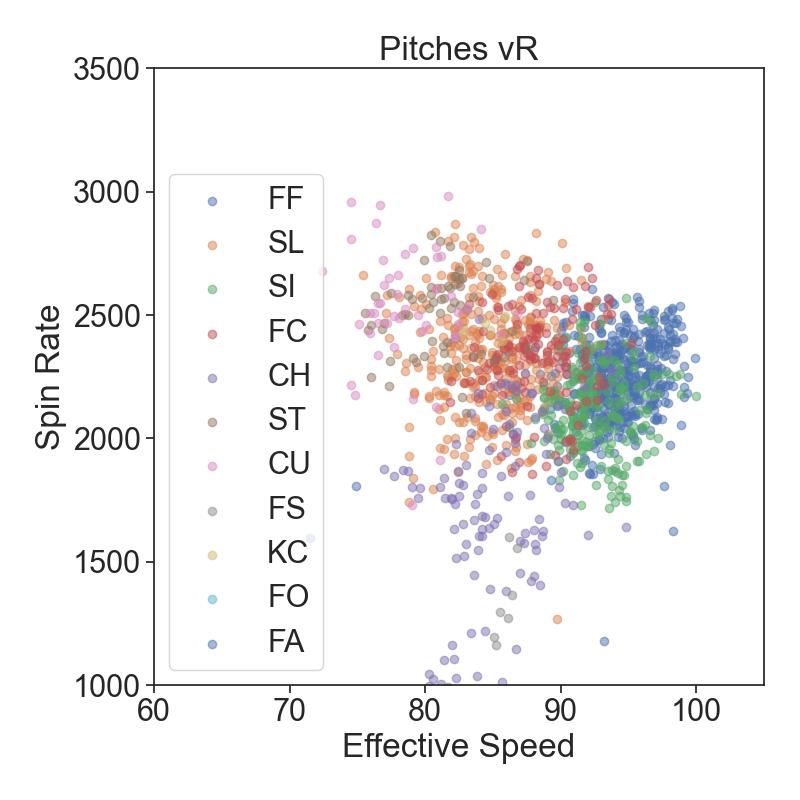 Pitches vR
3500
3000
2500
2000
1500
1000
Spin Rate
FF
SL
SI
FC
CH
ST
CU
FS
KC
FO
FA
60 70 80 90 100
Effective Speed